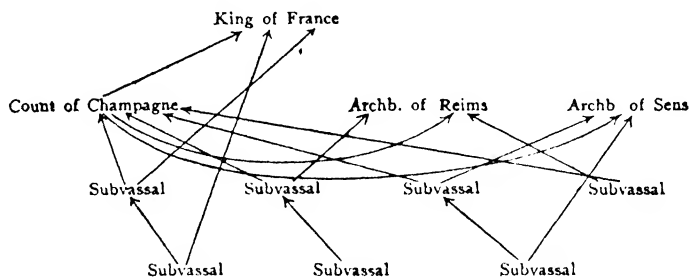 King of France
Count of Champagne Archb. of Reims Archb of Sens
Subvassal Subvassal Subvassal Subvassal
Subvassal Subvassal Subvassal